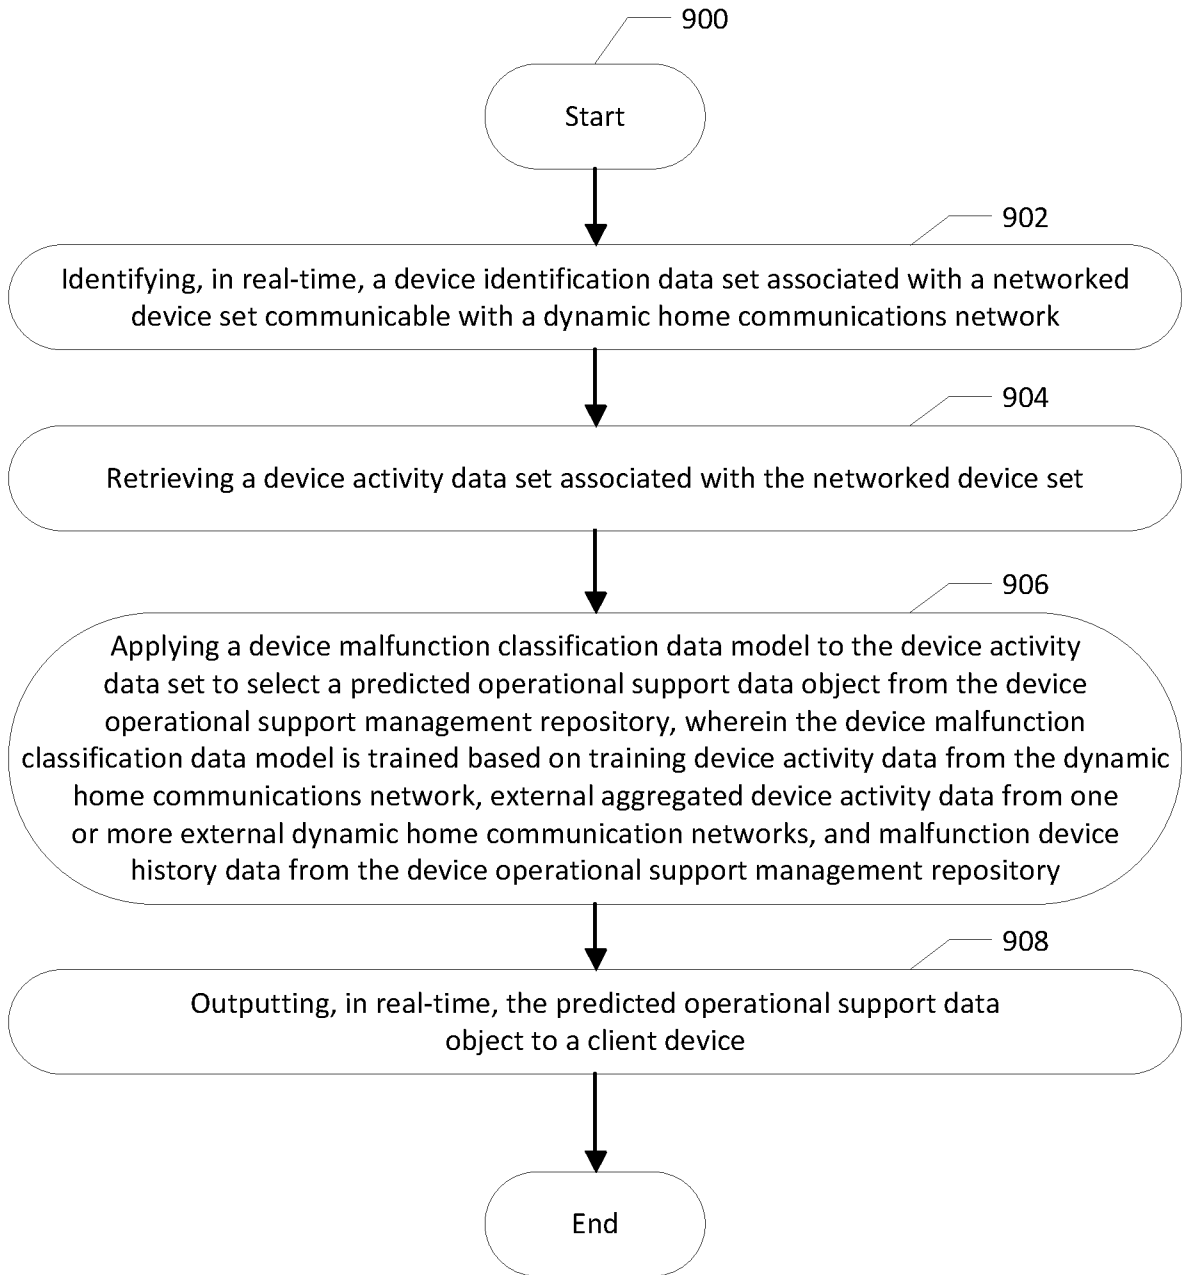 900
Start
902
Identifying, in real-time, a device identification data set associated with a networked
device set communicable with a dynamic home communications network
904
Retrieving a device activity data set associated with the networked device set
906
Applying a device malfunction classification data model to the device activity
data set to select a predicted operational support data object from the device
operational support management repository, wherein the device malfunction
classification data model is trained based on training device activity data from the dynamic
home communications network, external aggregated device activity data from one
or more external dynamic home communication networks, and malfunction device
history data from the device operational support management repository
908
Outputting, in real-time, the predicted operational support data
object to a client device
End